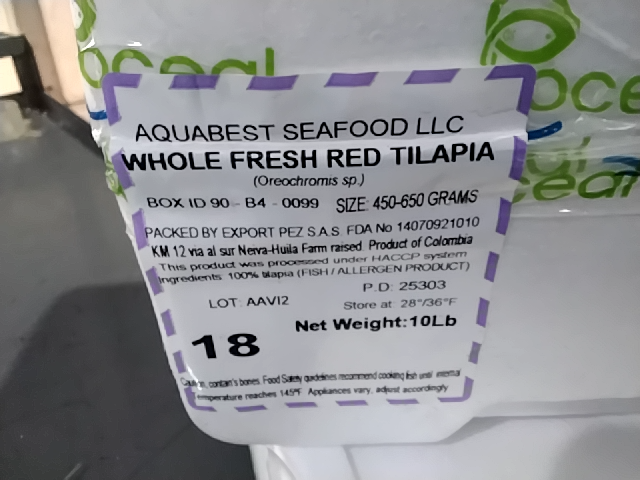 ocean
oce
ocean
AQUABEST SEAFOOD LLC
WHOLE FRESH RED TILAPIA
(Oreochromis sp.)
BOX ID 90 - B4 - 0099 SIZE: 450-650 GRAMS
PACKED BY EXPORT PEZ S.A.S. FDA No 14070921010
KM 12 via al sur Neiva-Huila Farm raised Product of Colombia
This product was processed under HACCP system
Ingredients 100% tilapia (FISH / ALLERGEN PRODUCT)
P.D: 25303
LOT: AAVI2
Store at: 28°/36°F
Net Weight:10Lb
18
Caution, contain's bones. Food Safety guidelines recommend cooking fish until internal
temperature reaches 145°F. Appliances vary, adjust accordingly